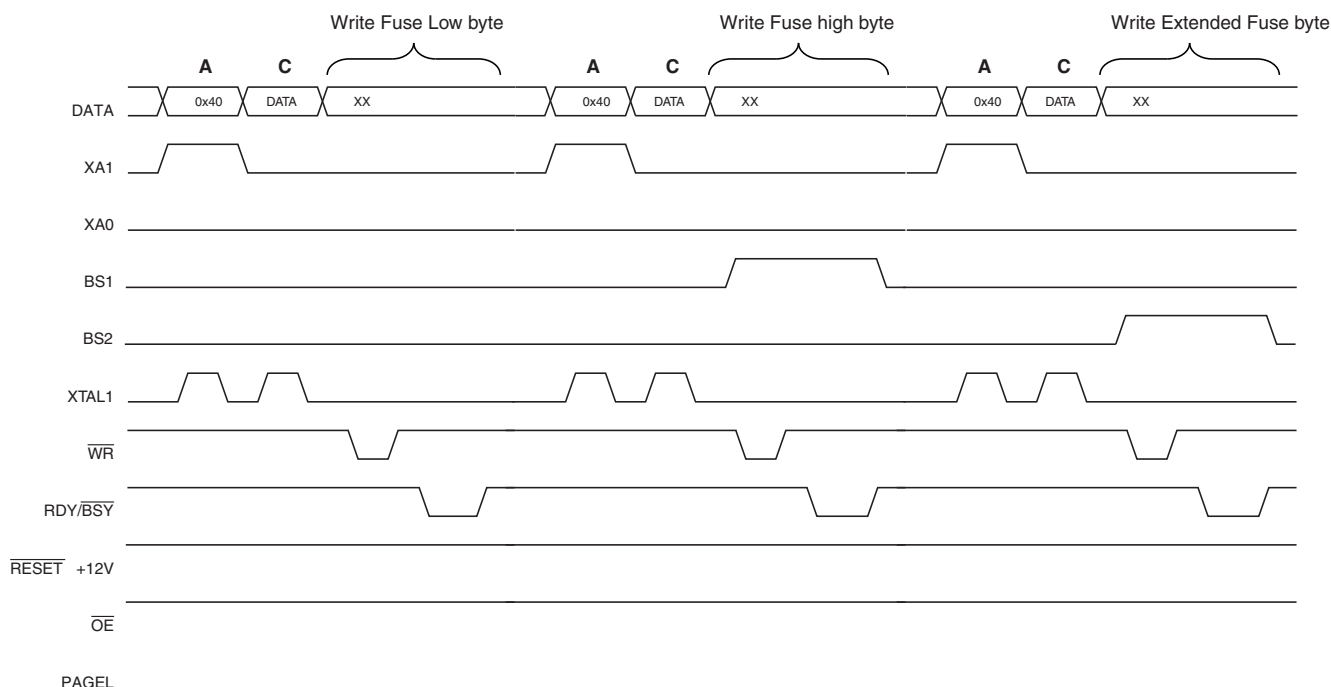 Write Fuse Low byte Write Fuse high byte Write Extended Fuse byte
A C A C A C
DATA 0x40 DATA XX 0x40 DATA XX 0x40 DATA XX
XA1
XA0
BS1
BS2
XTAL1
WR
RDY/BSY
RESET +12V
OE
PAGEL